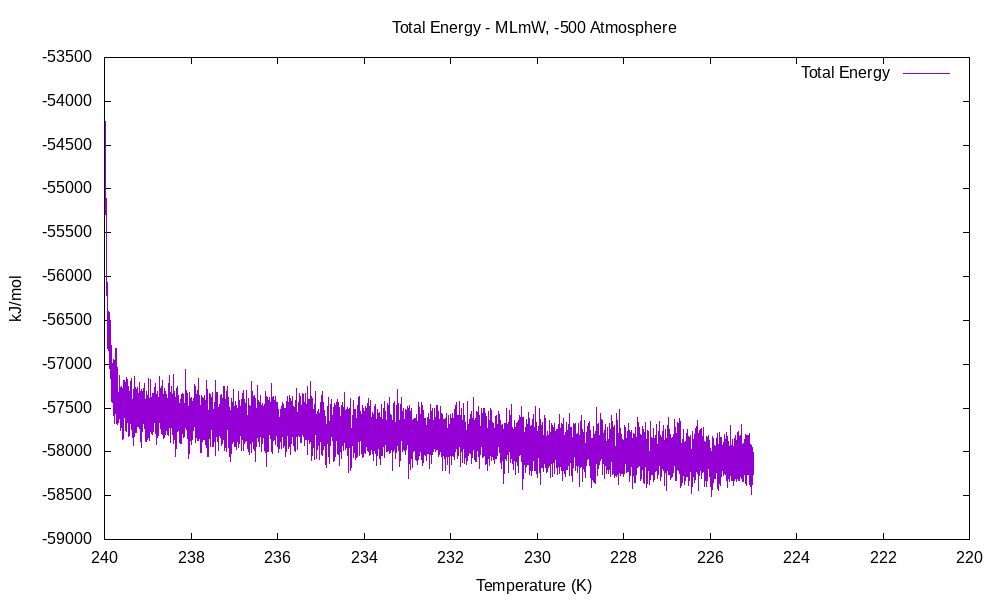 Total Energy - MLmW, -500 Atmosphere
Total Energy
kJ/mol
-53500
-54000
-54500
-55000
-55500
-56000
-56500
-57000
-57500
-58000
-58500
-59000
240 238 236 234 232 230 228 226 224 222 220
Temperature (K)